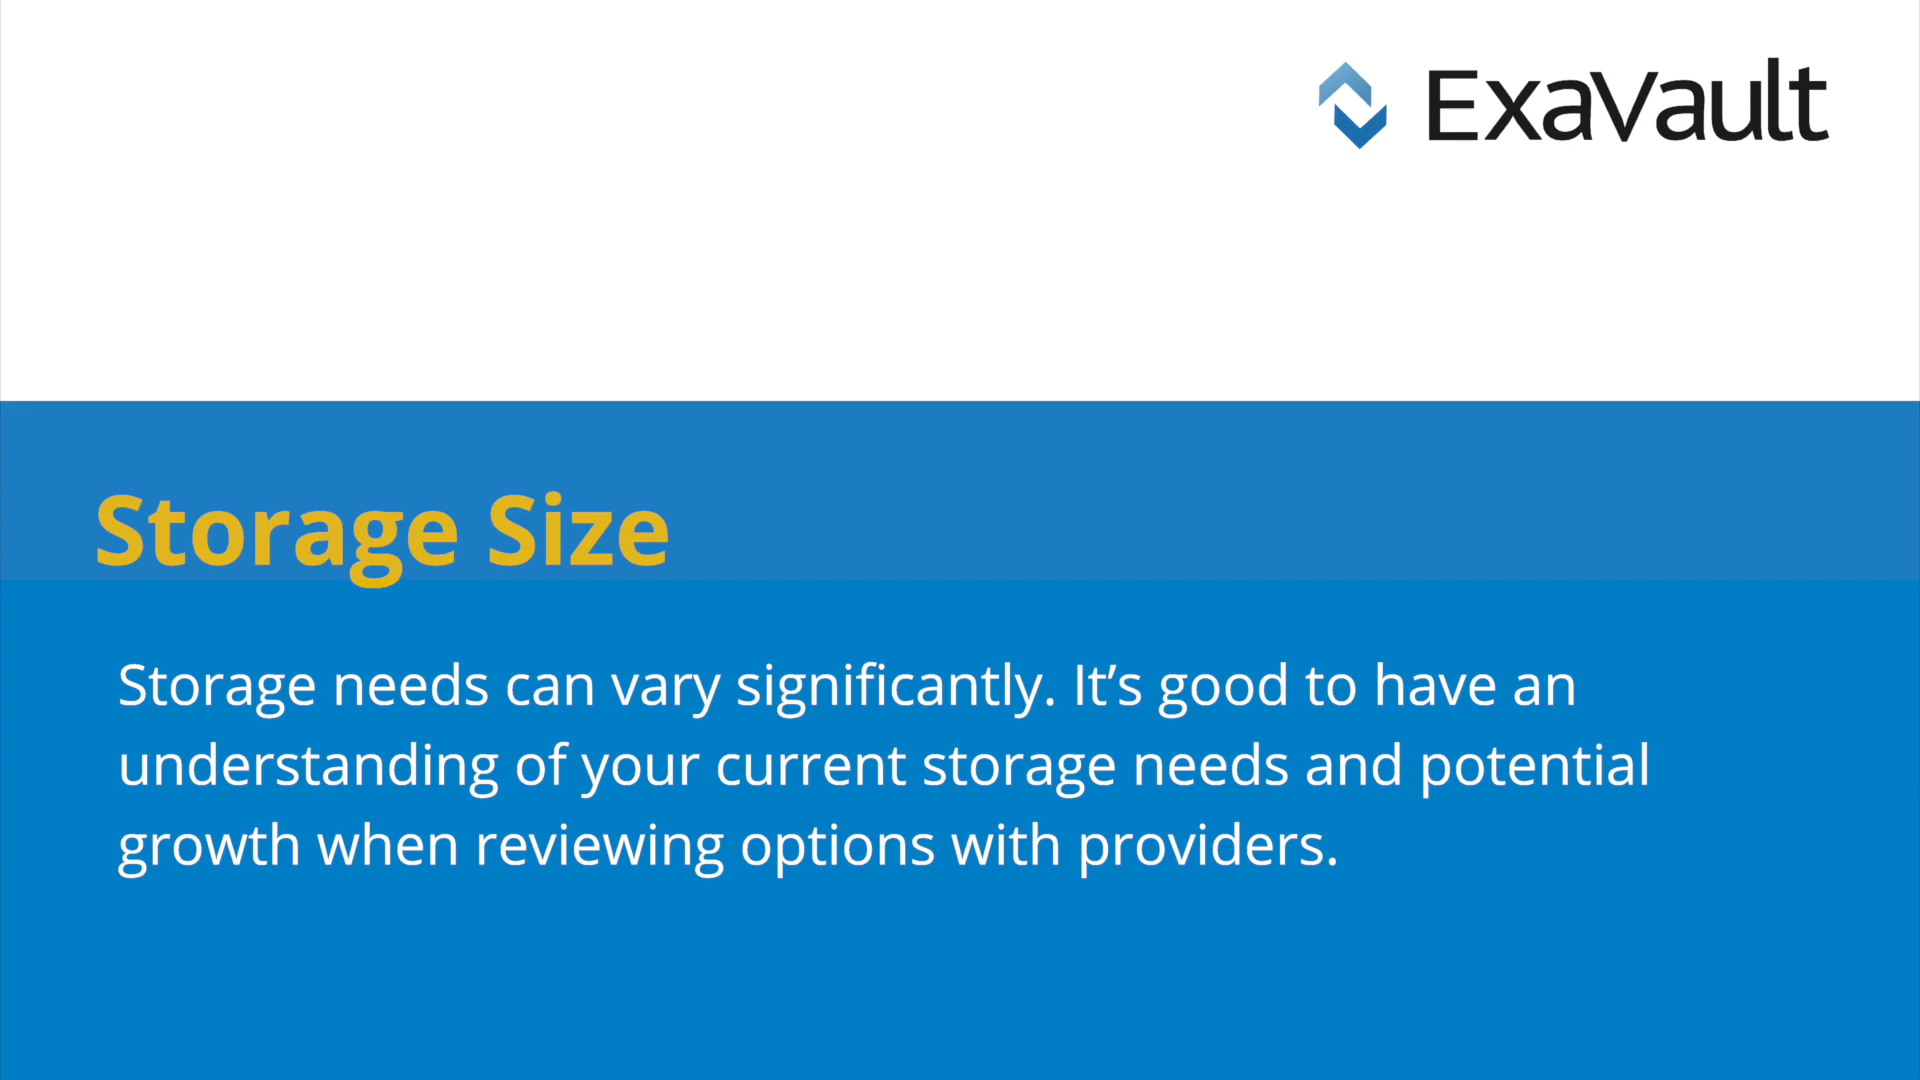 ExaVault
Storage Size
Storage needs can vary significantly. It’s good to have an
understanding of your current storage needs and potential
growth when reviewing options with providers.